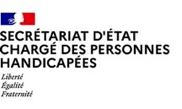 SECRÉTARIAT D'ÉTAT
CHARGÉ DES PERSONNES
HANDICAPÉES
Liberté
Égalité
Fraternité